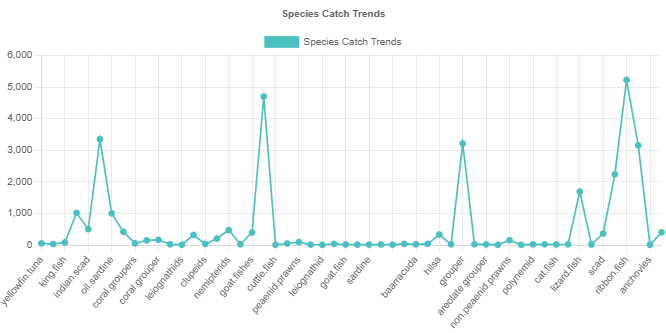 Species Catch Trends
Species Catch Trends
6,000
5,000
4,000
3,000
2,000
1,000
0
yellowfin.tuna
king.fish
indian.scad
oil.sardine
coral.groupers
coral.grouper
leiognathids
clupeids
nemipterids
goat.fishes
cuttle.fish
peaenid.prawns
leiognathid
goat.fish
sardine
baarracuda
hilsa
grouper
areolate.grouper
non.peaenid.prawns
polynemid
cat.fish
lizard.fish
scad
ribbon.fish
anchovies